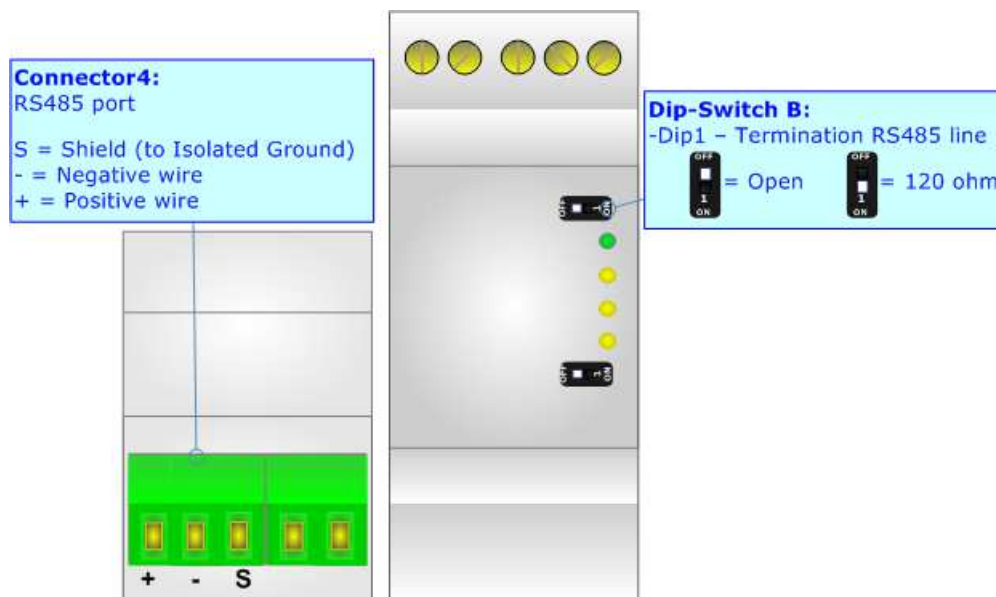 Connector4:
RS485 port
S = Shield (to Isolated Ground)
- = Negative wire
+ = Positive wire
Dip-Switch B:
-Dip1 – Termination RS485 line
OFF
1
ON
= Open
OFF
1
ON
= 120 ohm
OFF
1
ON
OFF
1
ON
+ - S